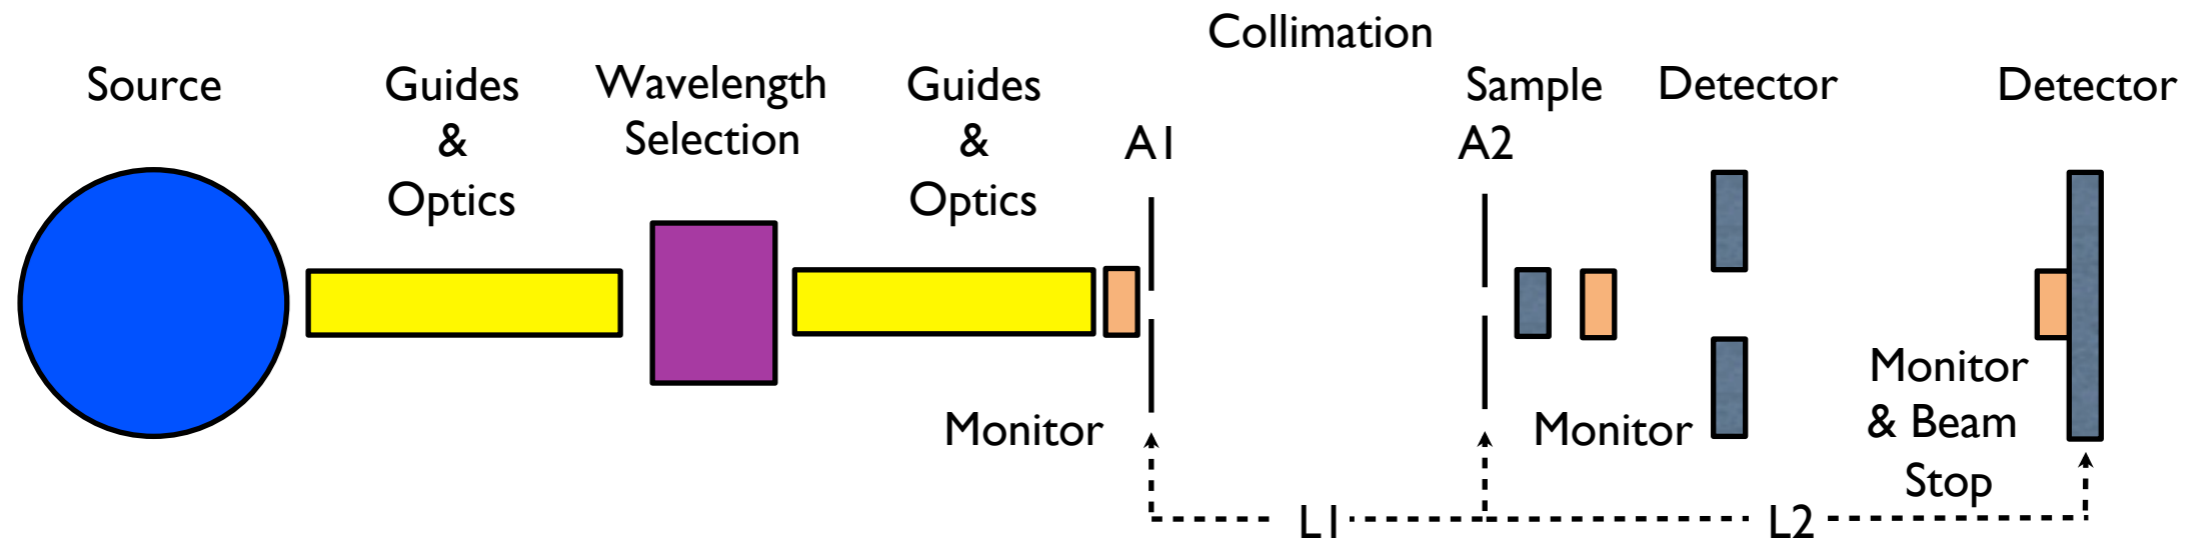 Collimation
Source
Guides
&
Optics
Wavelength
Selection
Guides
&
Optics
A1
Sample
A2
Detector
Detector
Monitor
Monitor
Monitor
& Beam
Stop
L1
L2